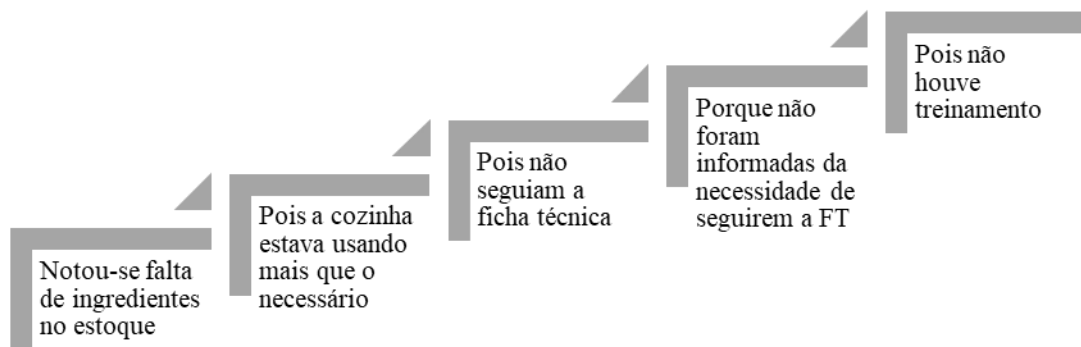 Notou-se falta
de ingredientes
no estoque
Pois a cozinha
estava usando
mais que o
necessário
Pois não
seguiam a
ficha técnica
Porque não
foram
informadas da
necessidade de
seguirem a FT
Pois não
houve
treinamento